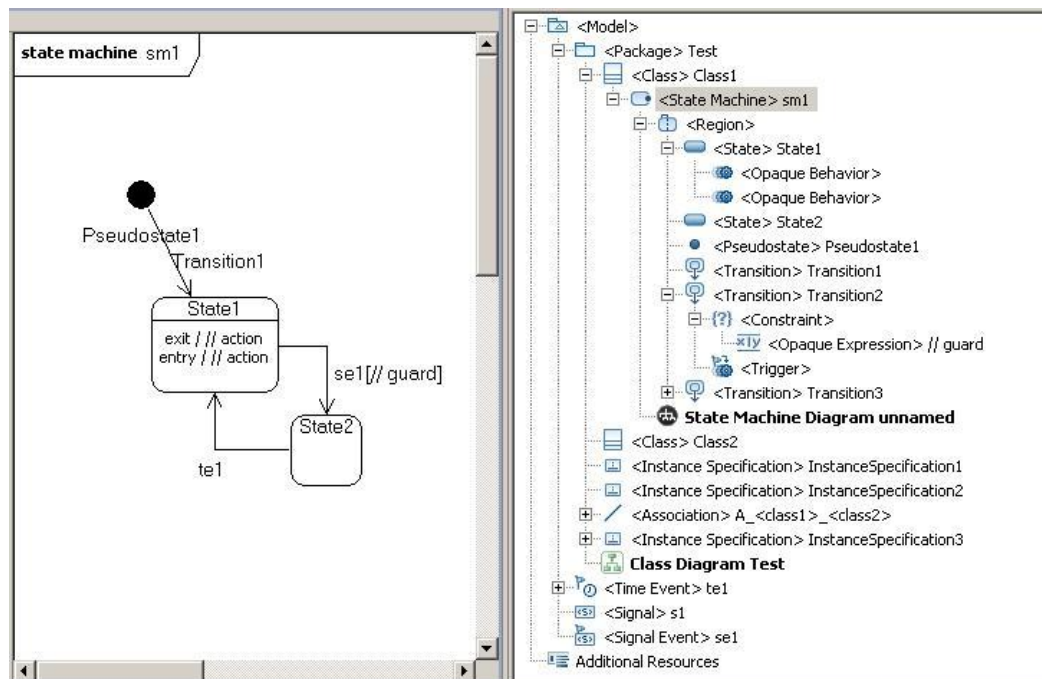 state machine sm1
Pseudostate1
Transition1
State1
exit / // action
entry / // action
se1[// guard]
State2
te1
<Model>
<Package> Test
<Class> Class1
<State Machine> sm1
<Region>
<State> State1
<Opaque Behavior>
<Opaque Behavior>
<State> State2
<Pseudostate> Pseudostate1
<Transition> Transition1
<Transition> Transition2
{?} <Constraint>
x|y <Opaque Expression> // guard
<Trigger>
<Transition> Transition3
State Machine Diagram unnamed
<Class> Class2
<Instance Specification> InstanceSpecification1
<Instance Specification> InstanceSpecification2
<Association> A_<class1>_<class2>
<Instance Specification> InstanceSpecification3
Class Diagram Test
<Time Event> te1
<Signal> s1
<Signal Event> se1
Additional Resources